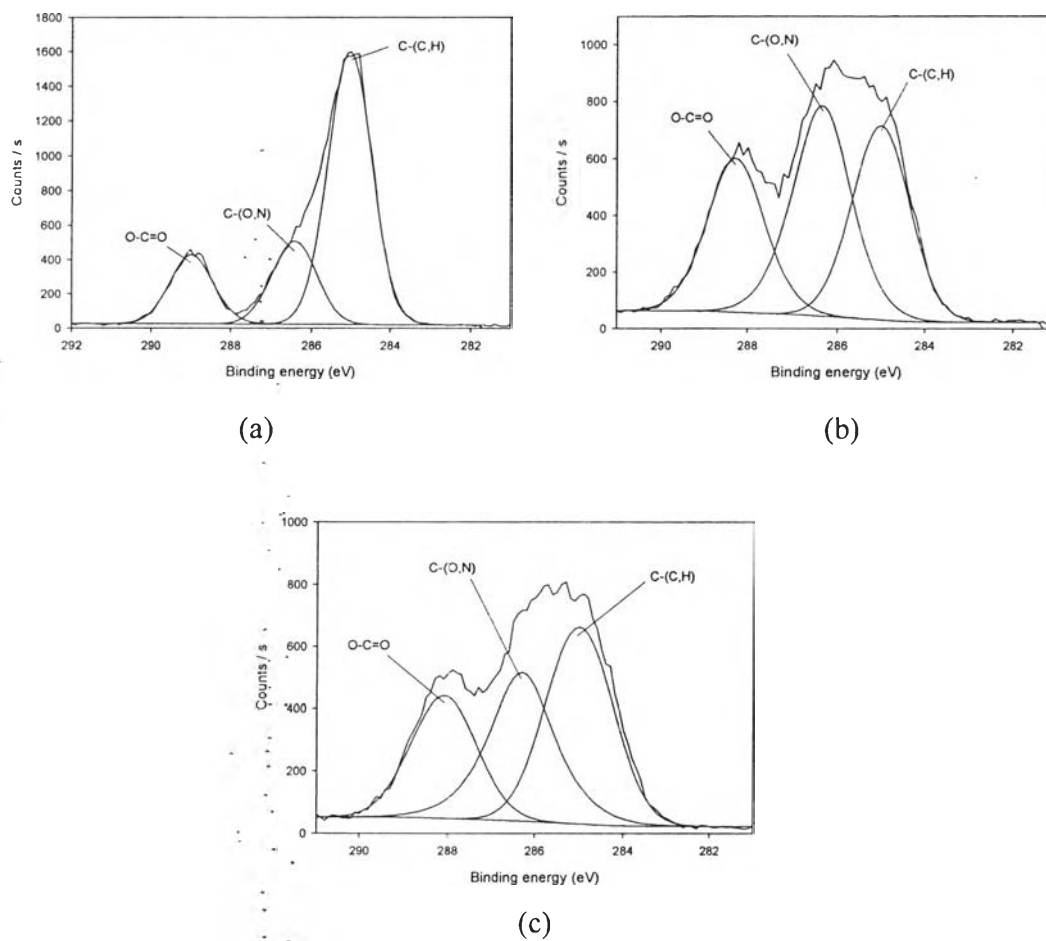 1800
1600
1400
1200
1000
800
600
400
200
0
Counts / s
C-(C,H)
C-(O,N)
O-C=O
292 290 288 286 284 282
Binding energy (eV)
(a)
1000
800
600
400
200
0
Counts / s
C-(O,N)
C-(C,H)
O-C=O
290 288 286 284 282
Binding energy (eV)
(b)
1000
800
600
400
200
0
Counts / s
C-(O,N)
C-(C,H)
O-C=O
290 288 286 284 282
Binding energy (eV)
(c)